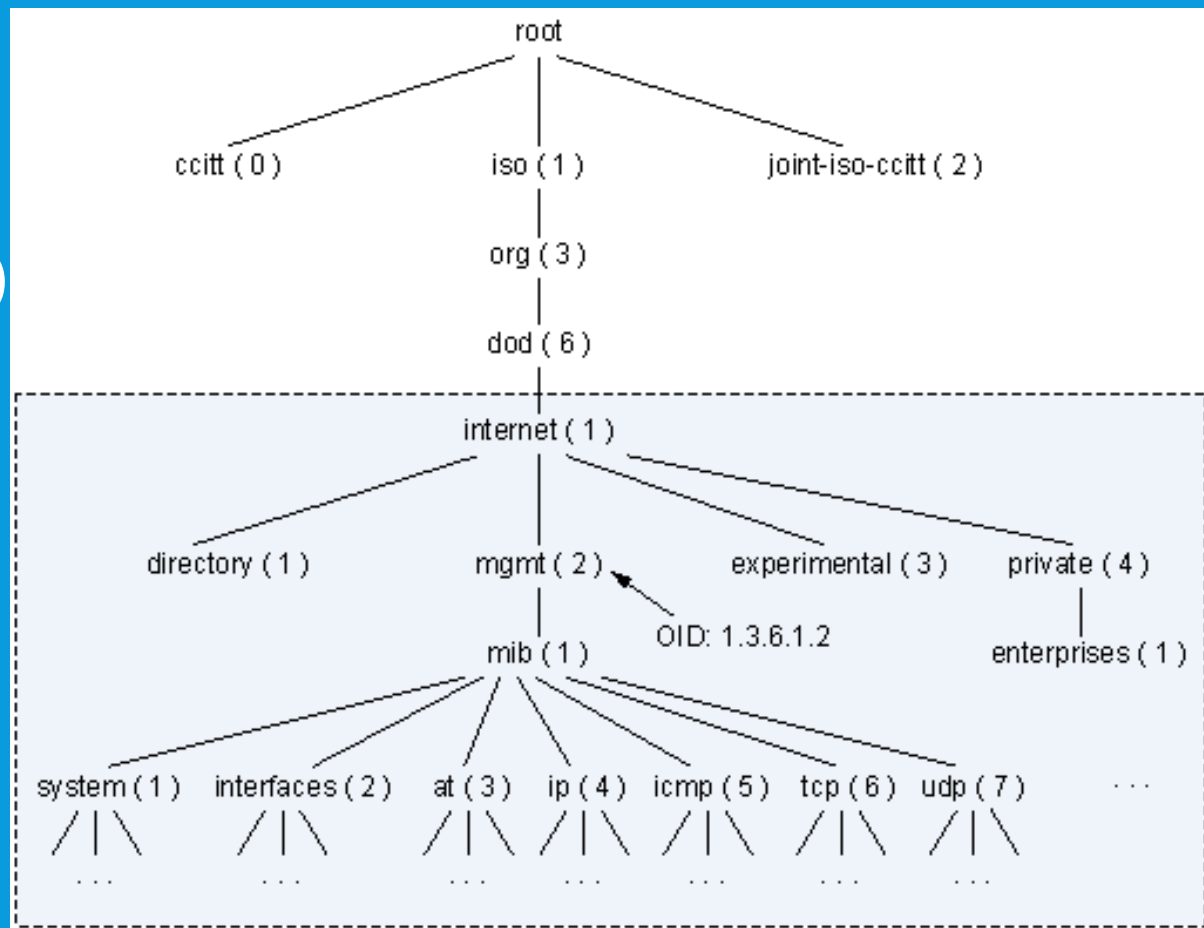 root
ccitt ( 0 ) iso ( 1 ) joint-iso-ccitt ( 2 )
org ( 3 )
dod ( 6 )
internet ( 1 )
directory ( 1 ) mgmt ( 2 ) experimental ( 3 ) private ( 4 )
OID: 1.3.6.1.2
mib ( 1 ) enterprises ( 1 )
system ( 1 ) interfaces ( 2 ) at ( 3 ) ip ( 4 ) icmp ( 5 ) tcp ( 6 ) udp ( 7 ) . . .
. . . . . . . . . . . . . . . . . . . . .